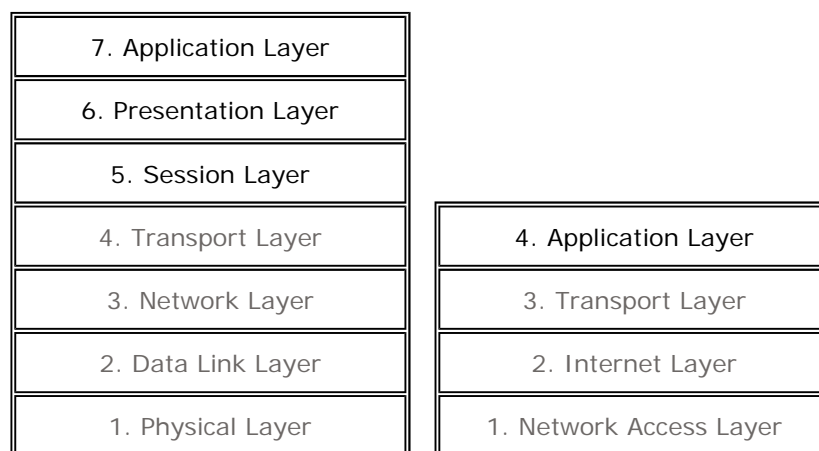 7. Application Layer
6. Presentation Layer
5. Session Layer
4. Transport Layer
3. Network Layer
2. Data Link Layer
1. Physical Layer
4. Application Layer
3. Transport Layer
2. Internet Layer
1. Network Access Layer